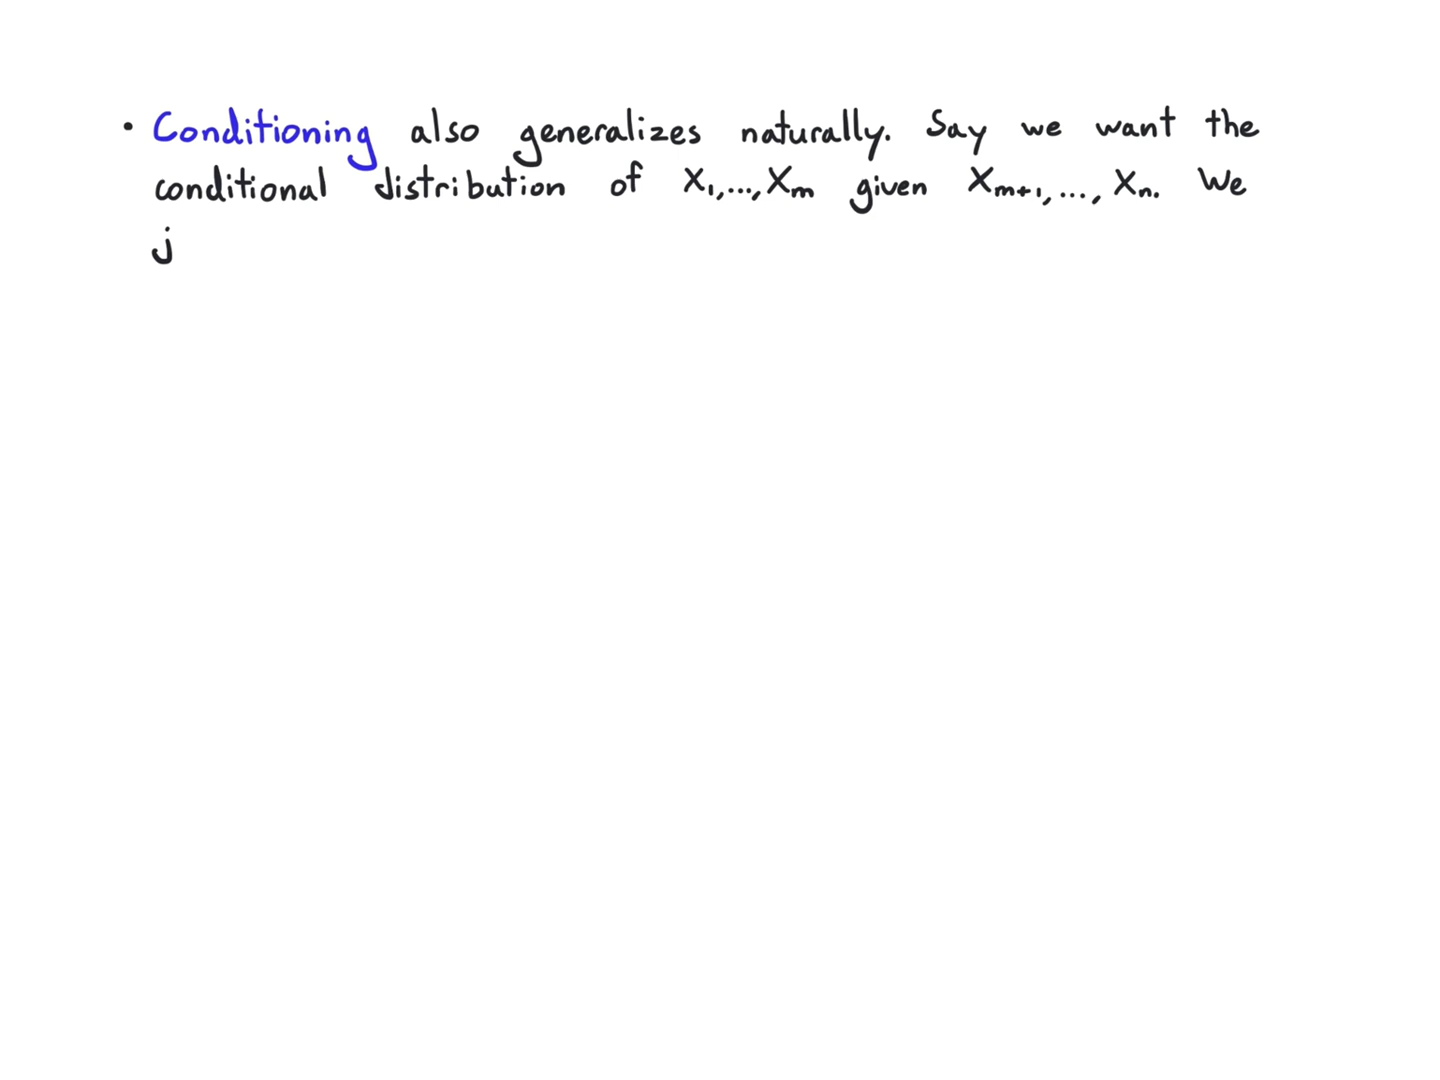 • Conditioning also generalizes naturally. Say we want the
conditional distribution of X₁,...,Xₘ given Xₘ₊₁,..., Xₙ. We
j